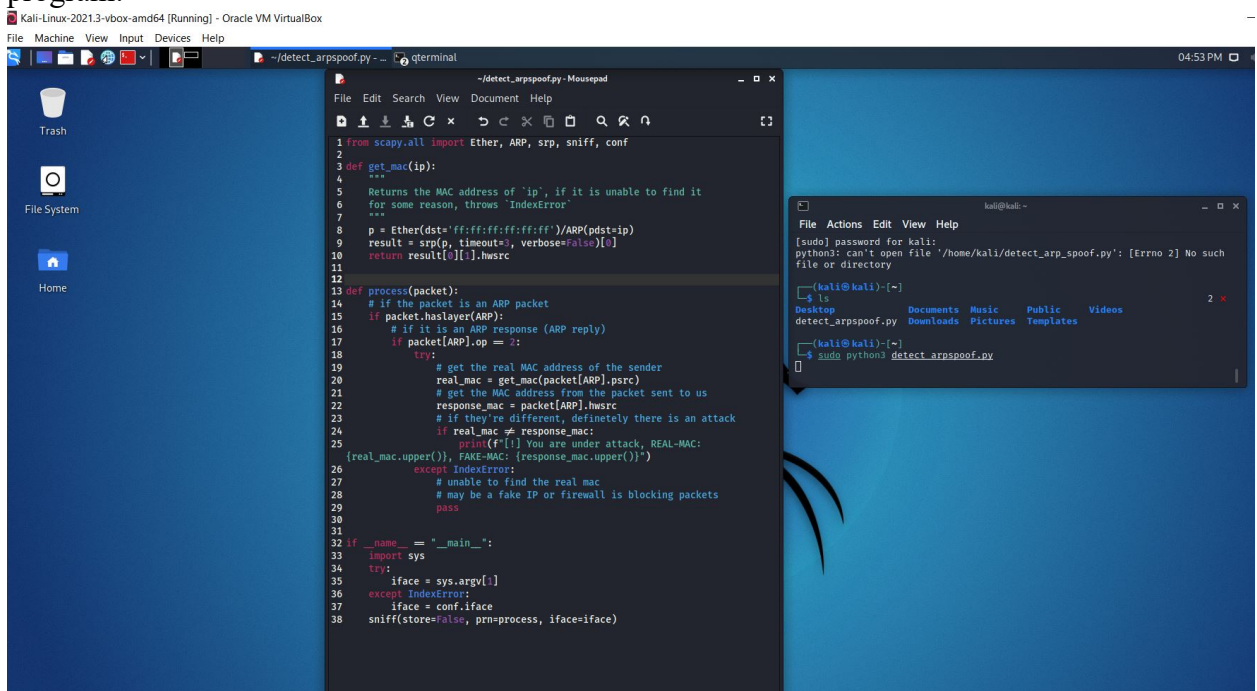 program.
Kali-Linux-2021.3-vbox-amd64 [Running] - Oracle VM VirtualBox
File Machine View Input Devices Help
~/detect_arpspoof.py - ... qterminal 04:53 PM
Trash
File System
Home
~/detect_arpspoof.py - Mousepad
File Edit Search View Document Help
1 from scapy.all import Ether, ARP, srp, sniff, conf
2
3 def get_mac(ip):
4     """
5     Returns the MAC address of `ip`, if it is unable to find it
6     for some reason, throws `IndexError`
7     """
8     p = Ether(dst='ff:ff:ff:ff:ff:ff')/ARP(pdst=ip)
9     result = srp(p, timeout=3, verbose=False)[0]
10     return result[0][1].hwsrc
11
12
13 def process(packet):
14     # if the packet is an ARP packet
15     if packet.haslayer(ARP):
16         # if it is an ARP response (ARP reply)
17         if packet[ARP].op == 2:
18             try:
19                 # get the real MAC address of the sender
20                 real_mac = get_mac(packet[ARP].psrc)
21                 # get the MAC address from the packet sent to us
22                 response_mac = packet[ARP].hwsrc
23                 # if they're different, definetely there is an attack
24                 if real_mac ≠ response_mac:
25                     print(f"[!] You are under attack, REAL-MAC:
{real_mac.upper()}, FAKE-MAC: {response_mac.upper()}")
26             except IndexError:
27                 # unable to find the real mac
28                 # may be a fake IP or firewall is blocking packets
29                 pass
30
31
32 if __name__ == "__main__":
33     import sys
34     try:
35         iface = sys.argv[1]
36     except IndexError:
37         iface = conf.iface
38     sniff(store=False, prn=process, iface=iface)
kali@kali: ~
File Actions Edit View Help
[sudo] password for kali:
python3: can't open file '/home/kali/detect_arp_spoof.py': [Errno 2] No such
file or directory
┌──(kali㉿kali)-[~]
└─$ ls 2 ⨯
Desktop Documents Music Public Videos
detect_arpspoof.py Downloads Pictures Templates
┌──(kali㉿kali)-[~]
└─$ sudo python3 detect_arpspoof.py